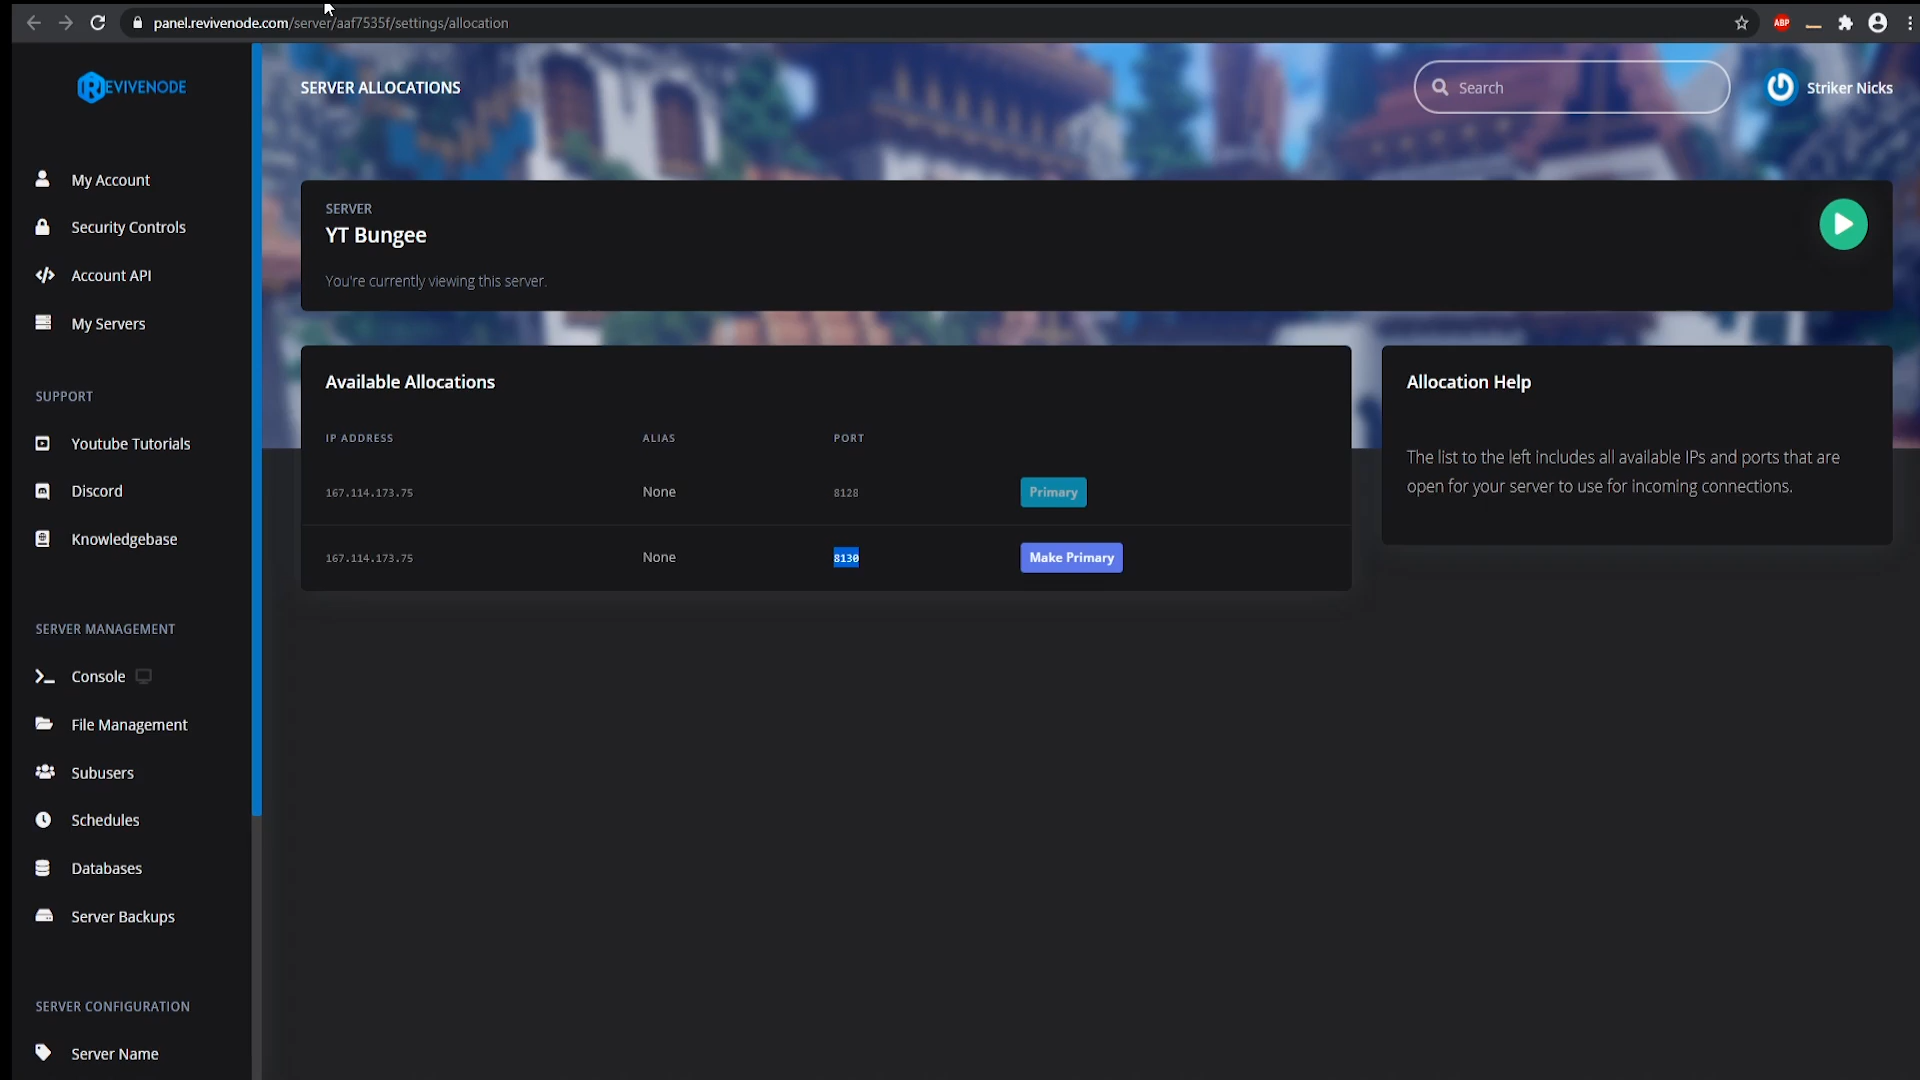 panel.revivenode.com/server/aaf7535f/settings/allocation
ABP
REVIVENODE
SERVER ALLOCATIONS
Search
Striker Nicks
My Account
Security Controls
Account API
My Servers
SUPPORT
Youtube Tutorials
Discord
Knowledgebase
SERVER MANAGEMENT
Console
File Management
Subusers
Schedules
Databases
Server Backups
SERVER CONFIGURATION
Server Name
SERVER
YT Bungee
You're currently viewing this server.
Available Allocations
IP ADDRESS ALIAS PORT
167.114.173.75 None 8128 Primary
167.114.173.75 None 8130 Make Primary
Allocation Help
The list to the left includes all available IPs and ports that are
open for your server to use for incoming connections.